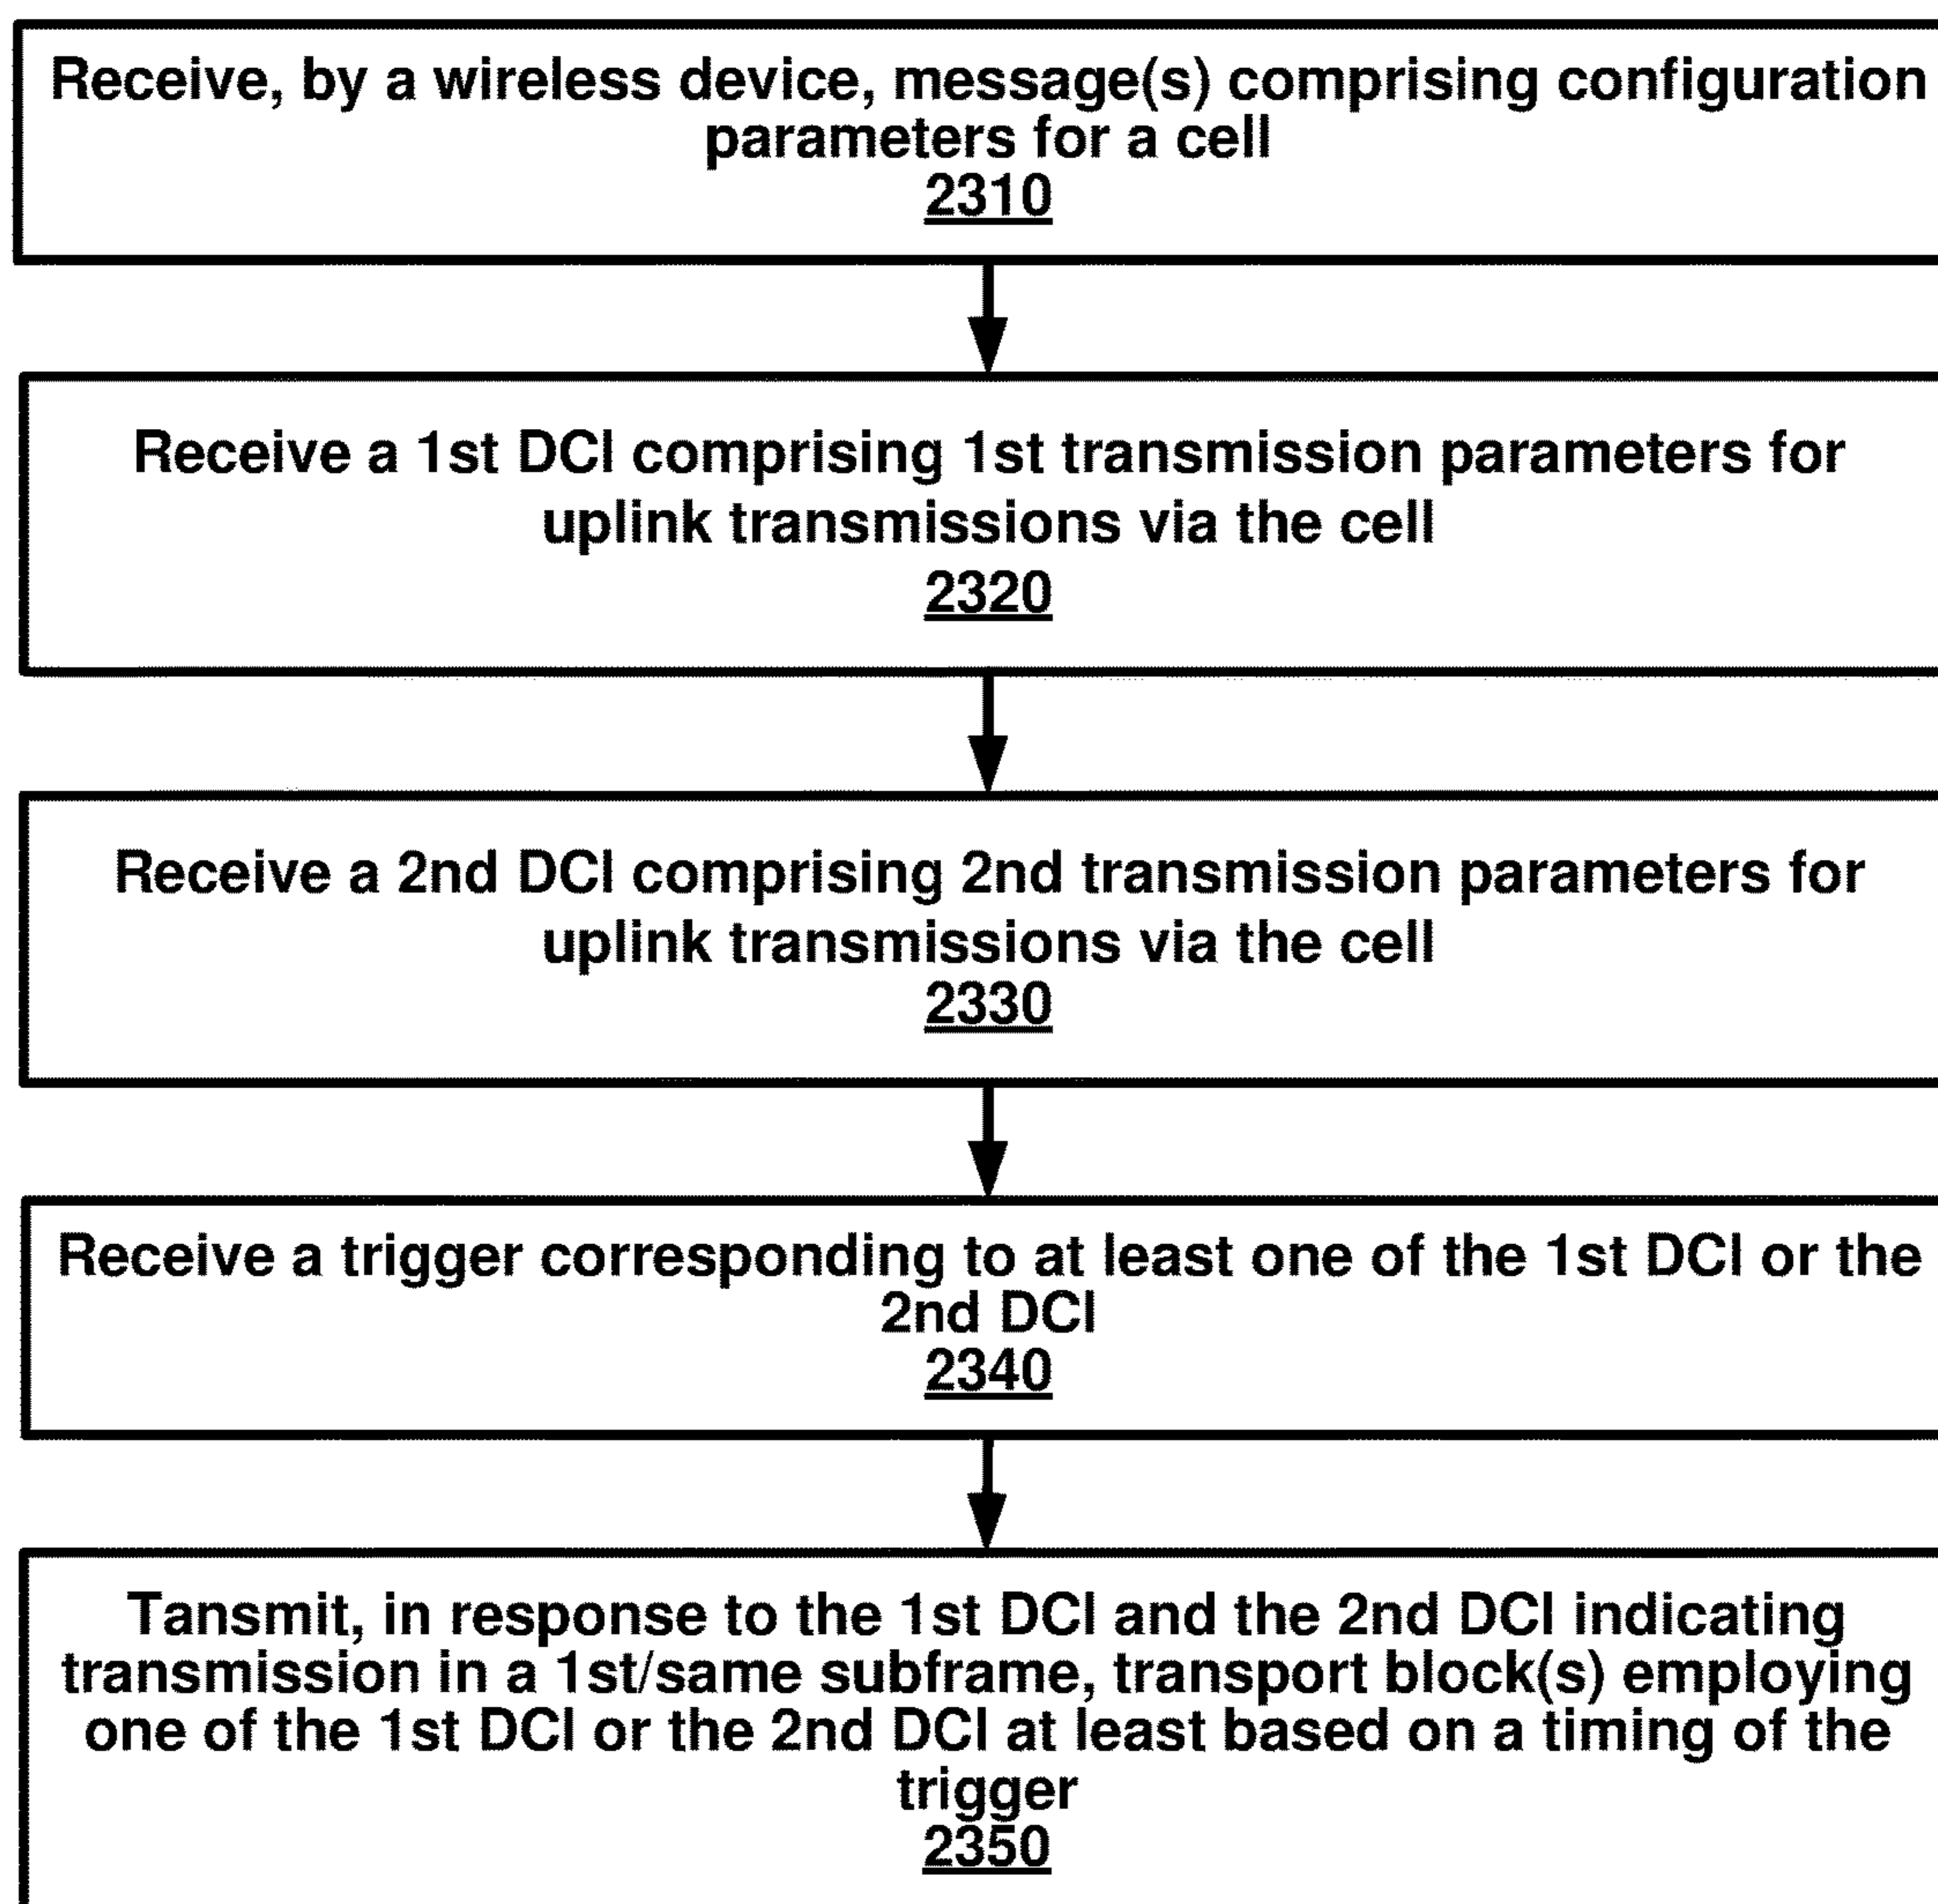 Receive, by a wireless device, message(s) comprising configuration
parameters for a cell
2310
Receive a 1st DCI comprising 1st transmission parameters for
uplink transmissions via the cell
2320
Receive a 2nd DCI comprising 2nd transmission parameters for
uplink transmissions via the cell
2330
Receive a trigger corresponding to at least one of the 1st DCI or the
2nd DCI
2340
Tansmit, in response to the 1st DCI and the 2nd DCI indicating
transmission in a 1st/same subframe, transport block(s) employing
one of the 1st DCI or the 2nd DCI at least based on a timing of the
trigger
2350